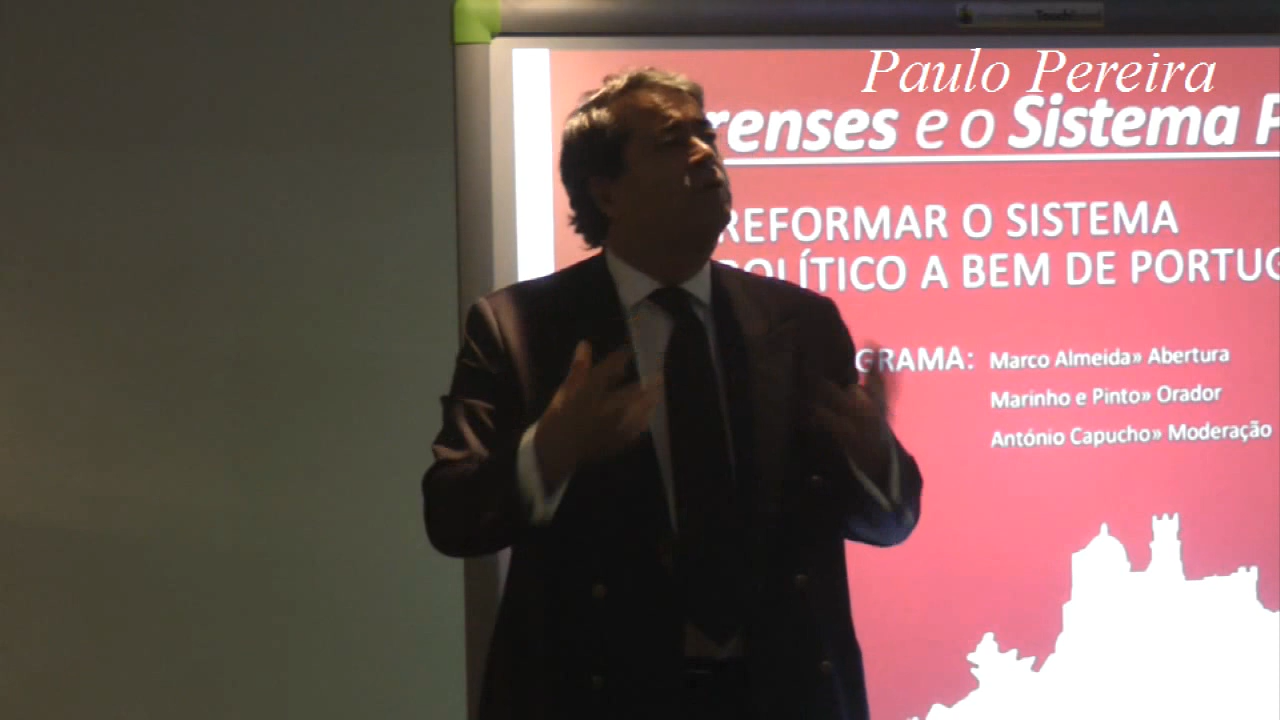 Paulo Pereira
renses e o Sistema P
REFORMAR O SISTEMA
POLÍTICO A BEM DE PORTUG
GRAMA: Marco Almeida» Abertura
Marinho e Pinto» Orador
António Capucho» Moderação